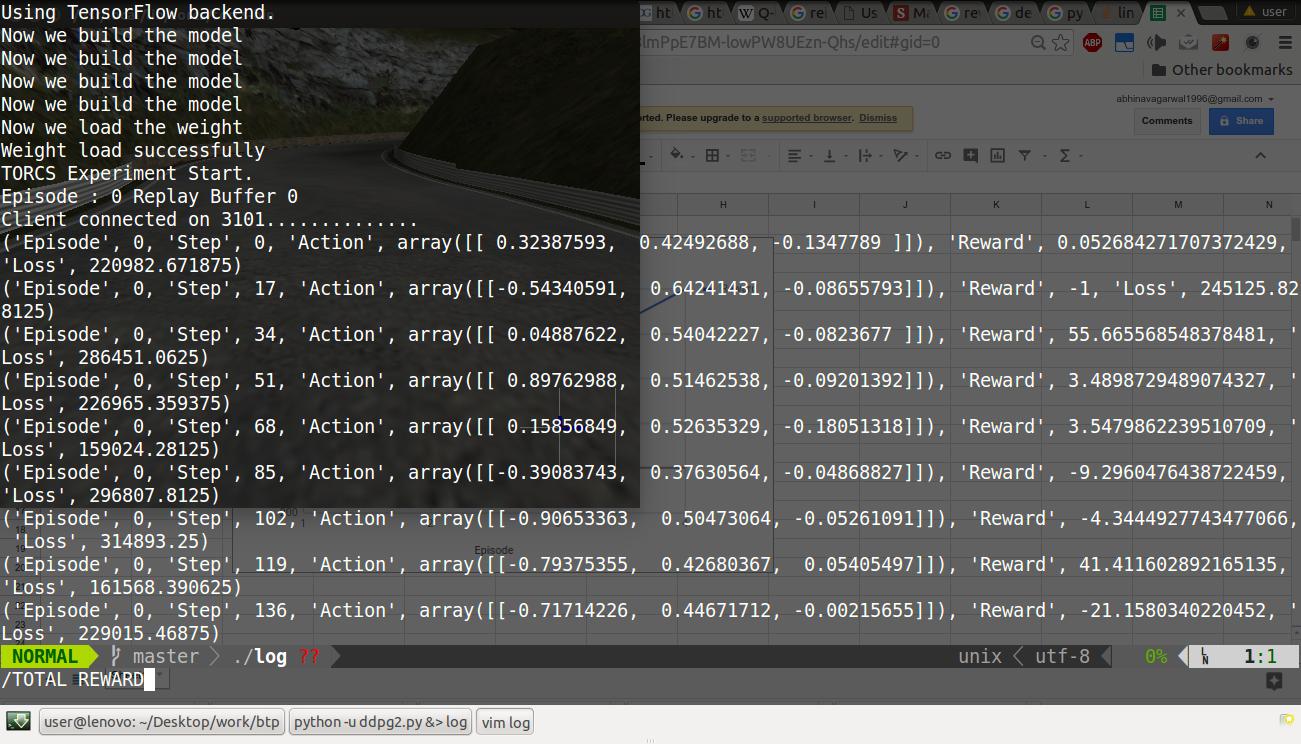 Using TensorFlow backend.
Now we build the model
Now we build the model
Now we build the model
Now we build the model
Now we load the weight
Weight load successfully
TORCS Experiment Start.
Episode : 0 Replay Buffer 0
Client connected on 3101..............
('Episode', 0, 'Step', 0, 'Action', array([[ 0.32387593,  0.42492688, -0.1347789 ]]), 'Reward', 0.052684271707372429,
'Loss', 220982.671875)
('Episode', 0, 'Step', 17, 'Action', array([[-0.54340591,  0.64241431, -0.08655793]]), 'Reward', -1, 'Loss', 245125.82
8125)
('Episode', 0, 'Step', 34, 'Action', array([[ 0.04887622,  0.54042227, -0.0823677 ]]), 'Reward', 55.665568548378481, '
Loss', 286451.0625)
('Episode', 0, 'Step', 51, 'Action', array([[ 0.89762988,  0.51462538, -0.09201392]]), 'Reward', 3.4898729489074327, '
Loss', 226965.359375)
('Episode', 0, 'Step', 68, 'Action', array([[ 0.15856849,  0.52635329, -0.18051318]]), 'Reward', 3.5479862239510709, '
Loss', 159024.28125)
('Episode', 0, 'Step', 85, 'Action', array([[-0.39083743,  0.37630564, -0.04868827]]), 'Reward', -9.2960476438722459,
'Loss', 296807.8125)
('Episode', 0, 'Step', 102, 'Action', array([[-0.90653363,  0.50473064, -0.05261091]]), 'Reward', -4.3444927743477066,
'Loss', 314893.25)
('Episode', 0, 'Step', 119, 'Action', array([[-0.79375355,  0.42680367,  0.05405497]]), 'Reward', 41.411602892165135,
'Loss', 161568.390625)
('Episode', 0, 'Step', 136, 'Action', array([[-0.71714226,  0.44671712, -0.00215655]]), 'Reward', -21.1580340220452, '
Loss', 229015.46875)
NORMAL master ./log ?? unix utf-8 0% LN 1:1
/TOTAL REWARD
user@lenovo: ~/Desktop/work/btp python -u ddpg2.py &> log vim log
ht ht Q- re Us Ma re de py lin user
lmPpE7BM-lowPW8UEzn-Qhs/edit#gid=0
ABP
Other bookmarks
abhinavagarwal1996@gmail.com
rted. Please upgrade to a supported browser. Dismiss
Comments Share
H I J K L M N
Episode